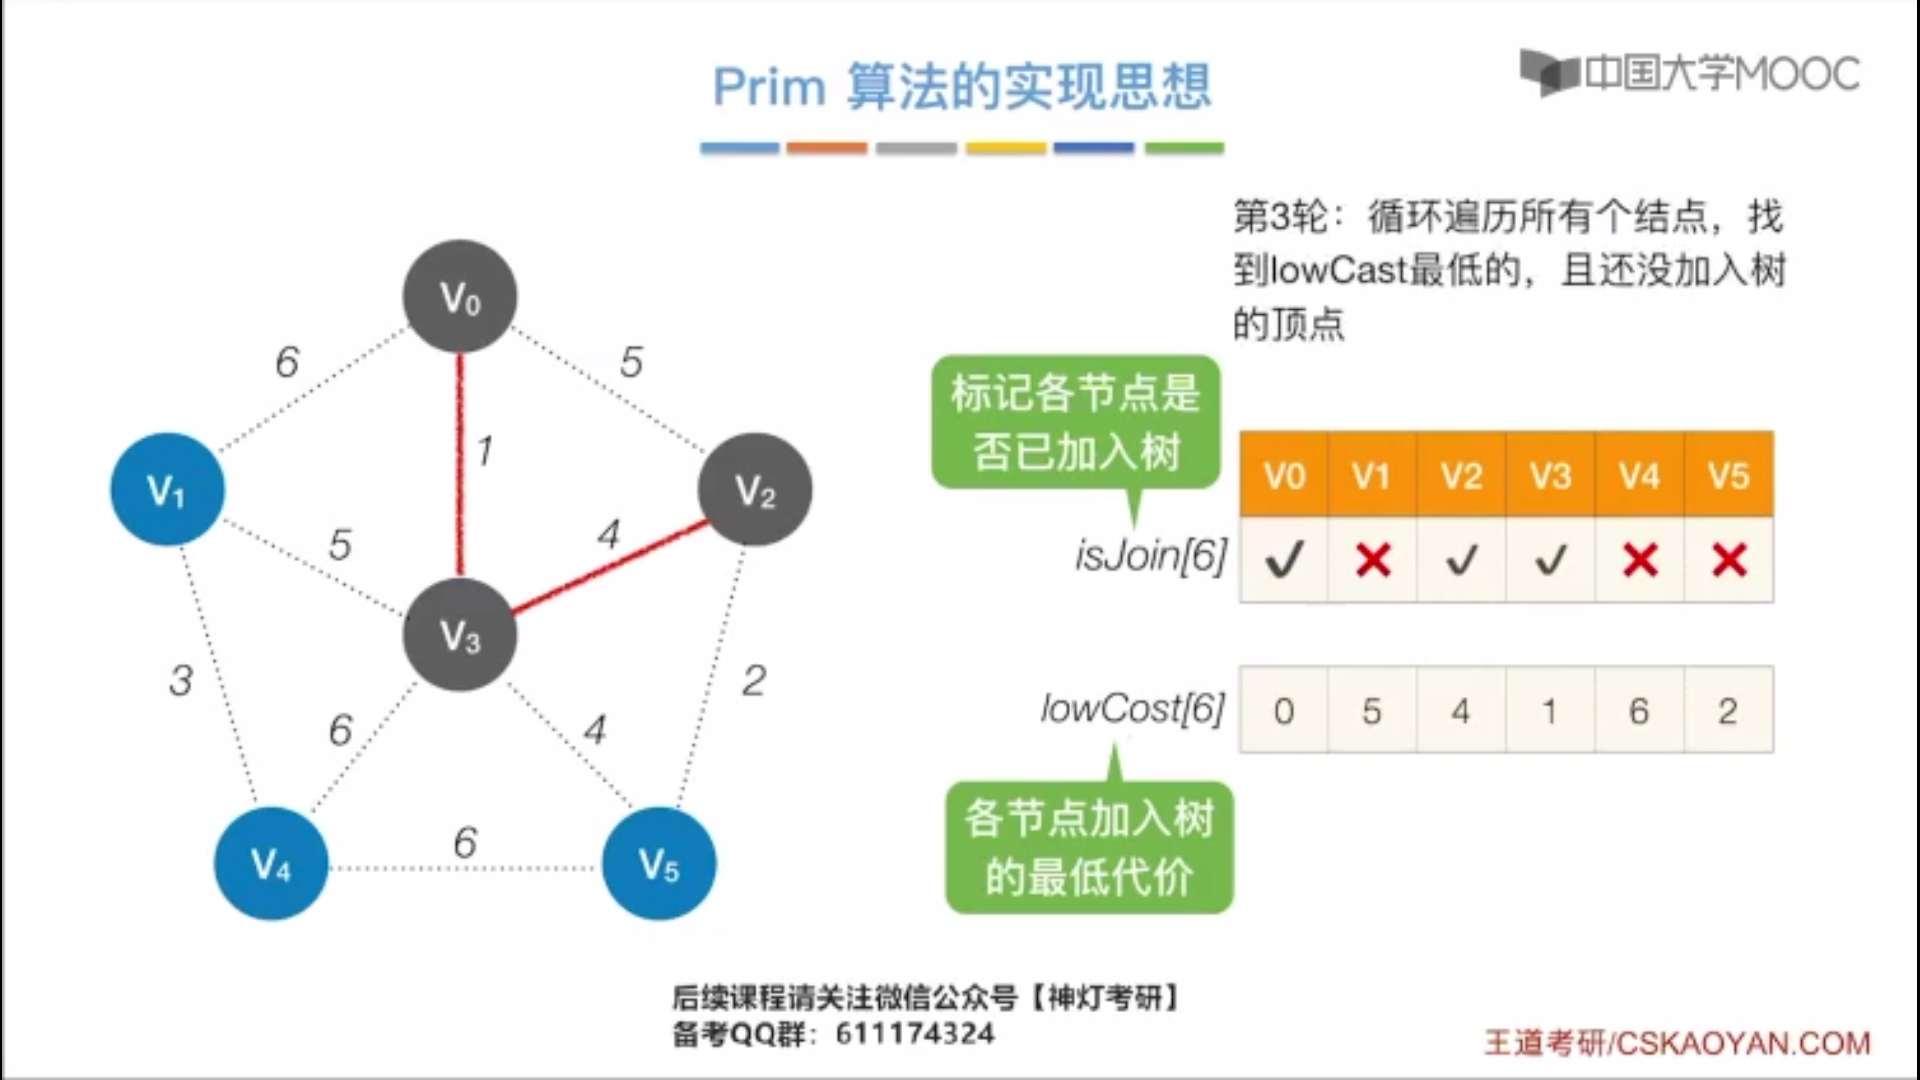 Prim 算法的实现思想
中国大学MOOC
第3轮：循环遍历所有个结点，找
到lowCast最低的，且还没加入树
的顶点
V0
6
5
标记各节点是
否已加入树
1
V1
V2
V0 V1 V2 V3 V4 V5
5
4
isJoin[6]
V3
3
2
6
4
lowCost[6] 0 5 4 1 6 2
各节点加入树
的最低代价
V4
6
V5
后续课程请关注微信公众号【神灯考研】
备考QQ群：611174324
王道考研/CSKAOYAN.COM